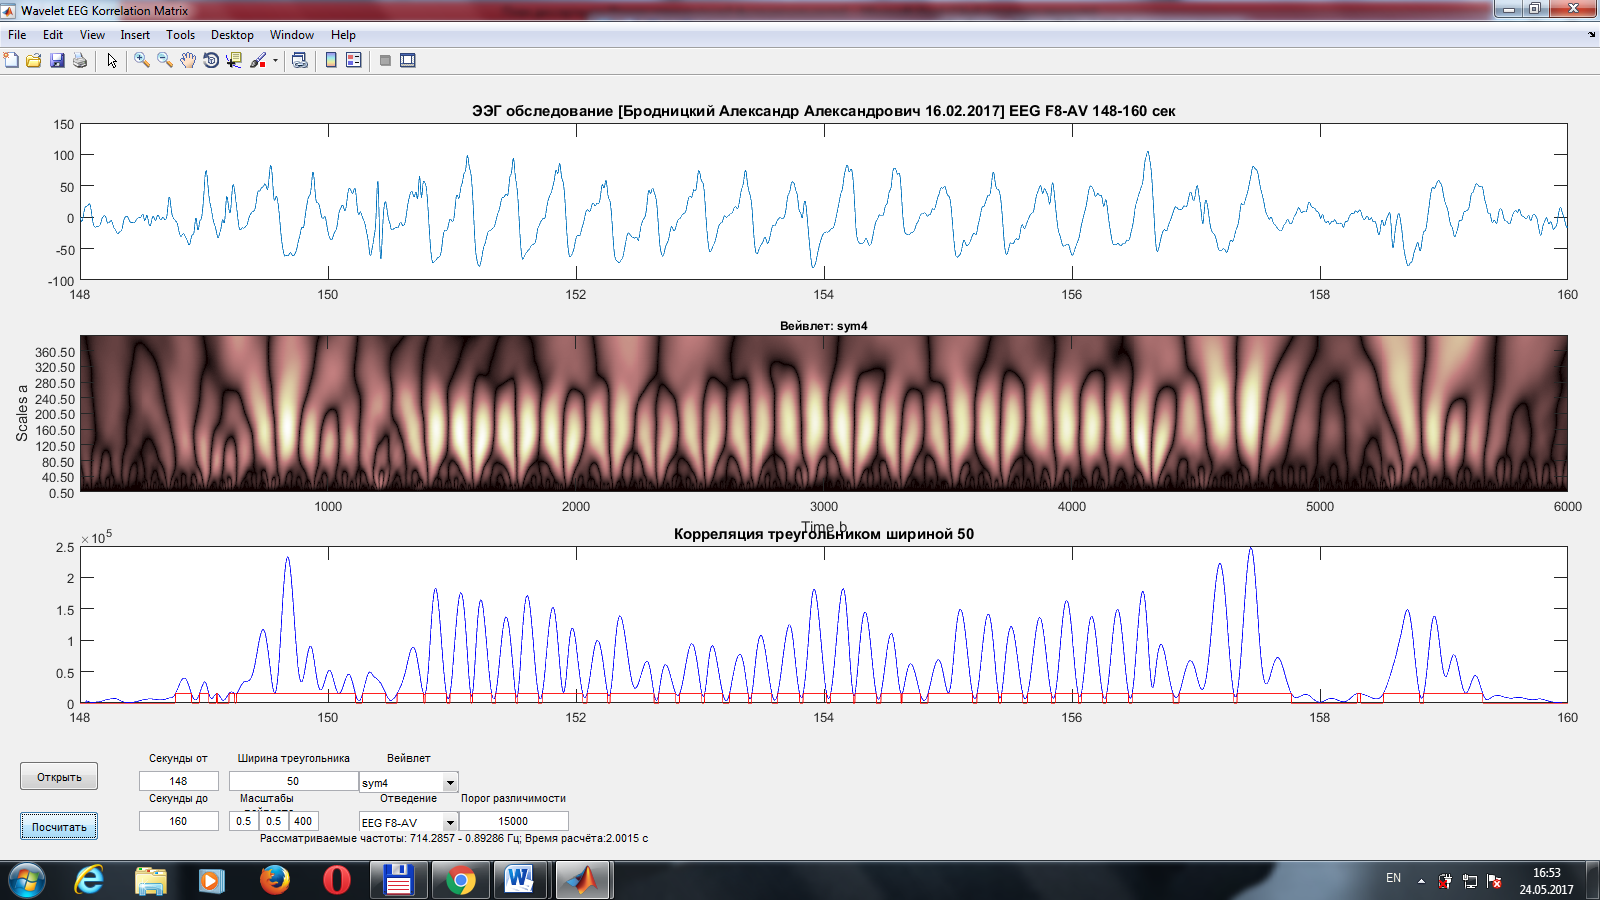 Wavelet EEG Korrelation Matrix
File Edit View Insert Tools Desktop Window Help
ЭЭГ обследование [Бродницкий Александр Александрович 16.02.2017] EEG F8-AV 148-160 сек
150
100
50
0
-50
-100
148 150 152 154 156 158 160
Вейвлет: sym4
Scales a
360.50
320.50
280.50
240.50
200.50
160.50
120.50
80.50
40.50
0.50
1000 2000 3000 4000 5000 6000
Time b
Корреляция треугольником шириной 50
×10⁵
2.5
2
1.5
1
0.5
0
148 150 152 154 156 158 160
Секунды от Ширина треугольника Вейвлет
Открыть 148 50 sym4
Секунды до Масштабы Отведение Порог различимости
Посчитать 160 0.5 0.5 400 EEG F8-AV 15000
Рассматриваемые частоты: 714.2857 - 0.89286 Гц; Время расчёта:2.0015 с
EN
16:53
24.05.2017